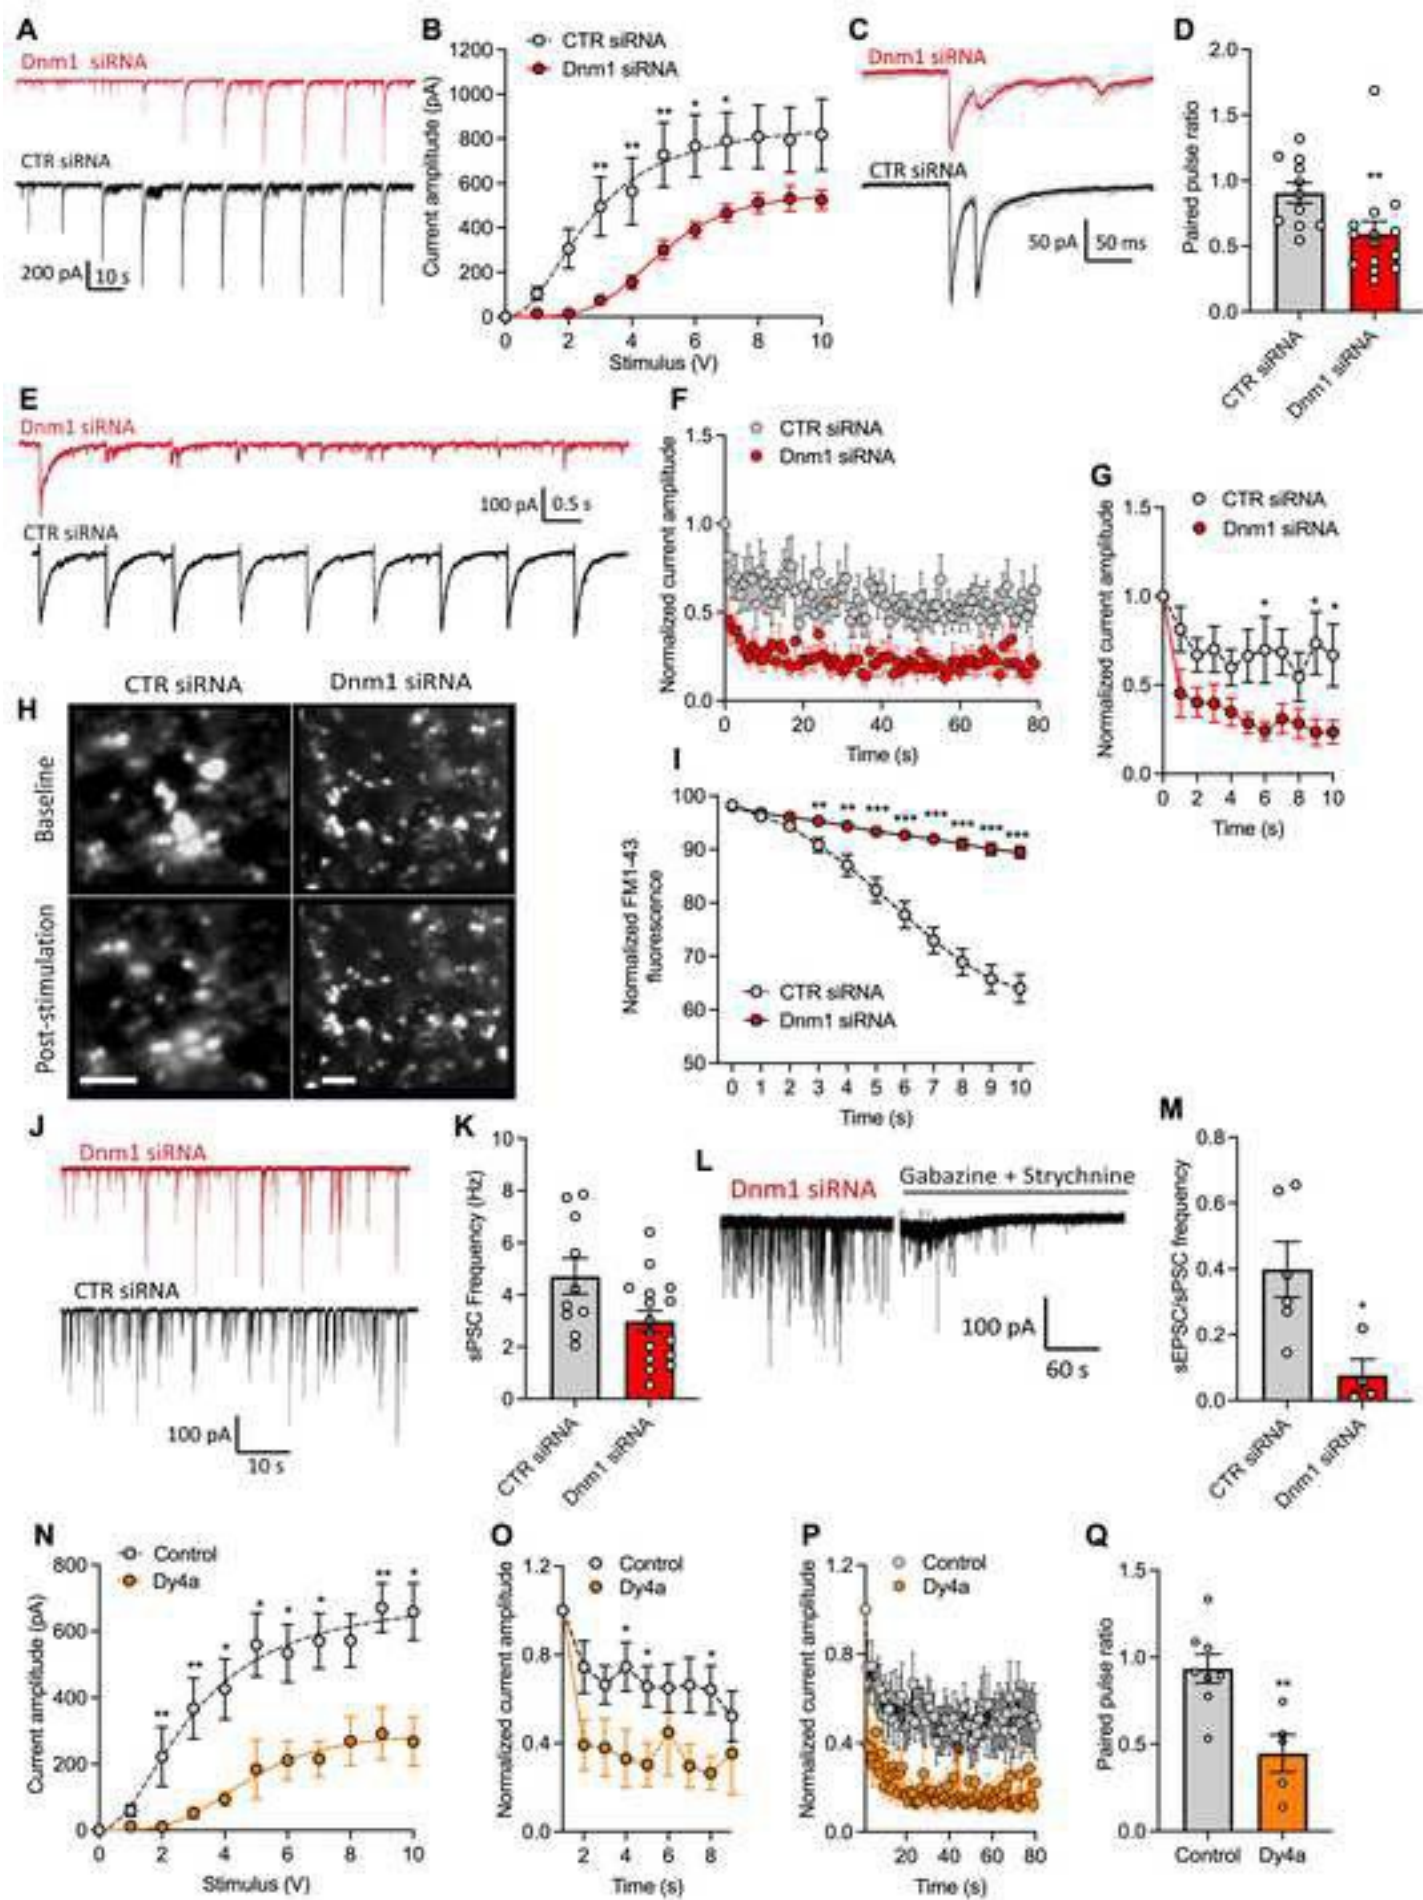 A
Dnm1 siRNA
CTR siRNA
200 pA
10 s
B
CTR siRNA
Dnm1 siRNA
Current amplitude (pA)
1200
1000
800
600
400
200
0
** ** ** * *
0 2 4 6 8 10
Stimulus (V)
C
Dnm1 siRNA
CTR siRNA
50 pA
50 ms
D
Paired pulse ratio
2.0
1.5
1.0
0.5
0.0
**
CTR siRNA
Dnm1 siRNA
E
Dnm1 siRNA
100 pA
0.5 s
CTR siRNA
F
CTR siRNA
Dnm1 siRNA
Normalized current amplitude
1.5
1.0
0.5
0.0
0 20 40 60 80
Time (s)
G
CTR siRNA
Dnm1 siRNA
Normalized current amplitude
1.5
1.0
0.5
0.0
* * *
0 2 4 6 8 10
Time (s)
H
CTR siRNA
Dnm1 siRNA
Baseline
Post-stimulation
I
Normalized FM1-43
fluorescence
100
90
80
70
60
50
** ** *** *** *** *** *** ***
CTR siRNA
Dnm1 siRNA
0 1 2 3 4 5 6 7 8 9 10
Time (s)
J
Dnm1 siRNA
CTR siRNA
100 pA
10 s
K
sPSC Frequency (Hz)
10
8
6
4
2
0
CTR siRNA
Dnm1 siRNA
L
Dnm1 siRNA
Gabazine + Strychnine
100 pA
60 s
M
sEPSC/sPSC frequency
0.8
0.6
0.4
0.2
0.0
*
CTR siRNA
Dnm1 siRNA
N
Control
Dy4a
Current amplitude (pA)
800
600
400
200
0
** ** * * * * ** *
0 2 4 6 8 10
Stimulus (V)
O
Control
Dy4a
Normalized current amplitude
1.2
0.8
0.4
0.0
* * *
2 4 6 8
Time (s)
P
Control
Dy4a
Normalized current amplitude
1.2
0.8
0.4
0.0
20 40 60 80
Time (s)
Q
Paired pulse ratio
1.5
1.0
0.5
0.0
**
Control
Dy4a